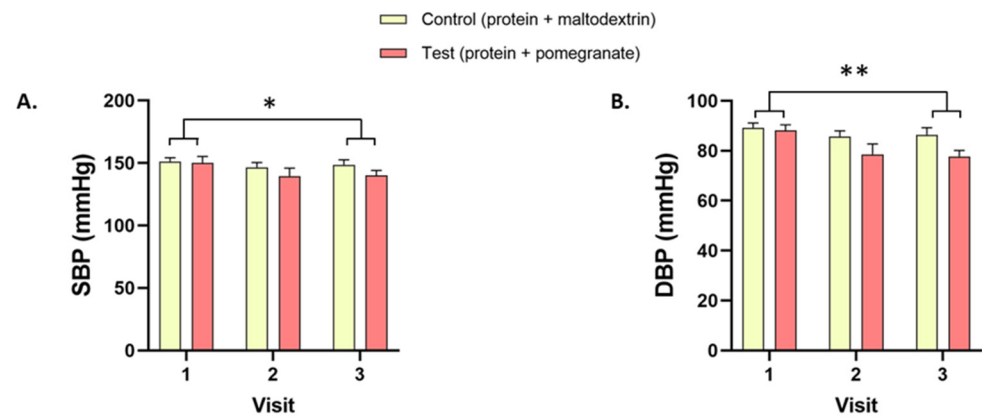 Control (protein + maltodextrin)
Test (protein + pomegranate)
A.
SBP (mmHg)
200
150
100
50
0
*
1 2 3
Visit
B.
DBP (mmHg)
100
80
60
40
20
0
**
1 2 3
Visit